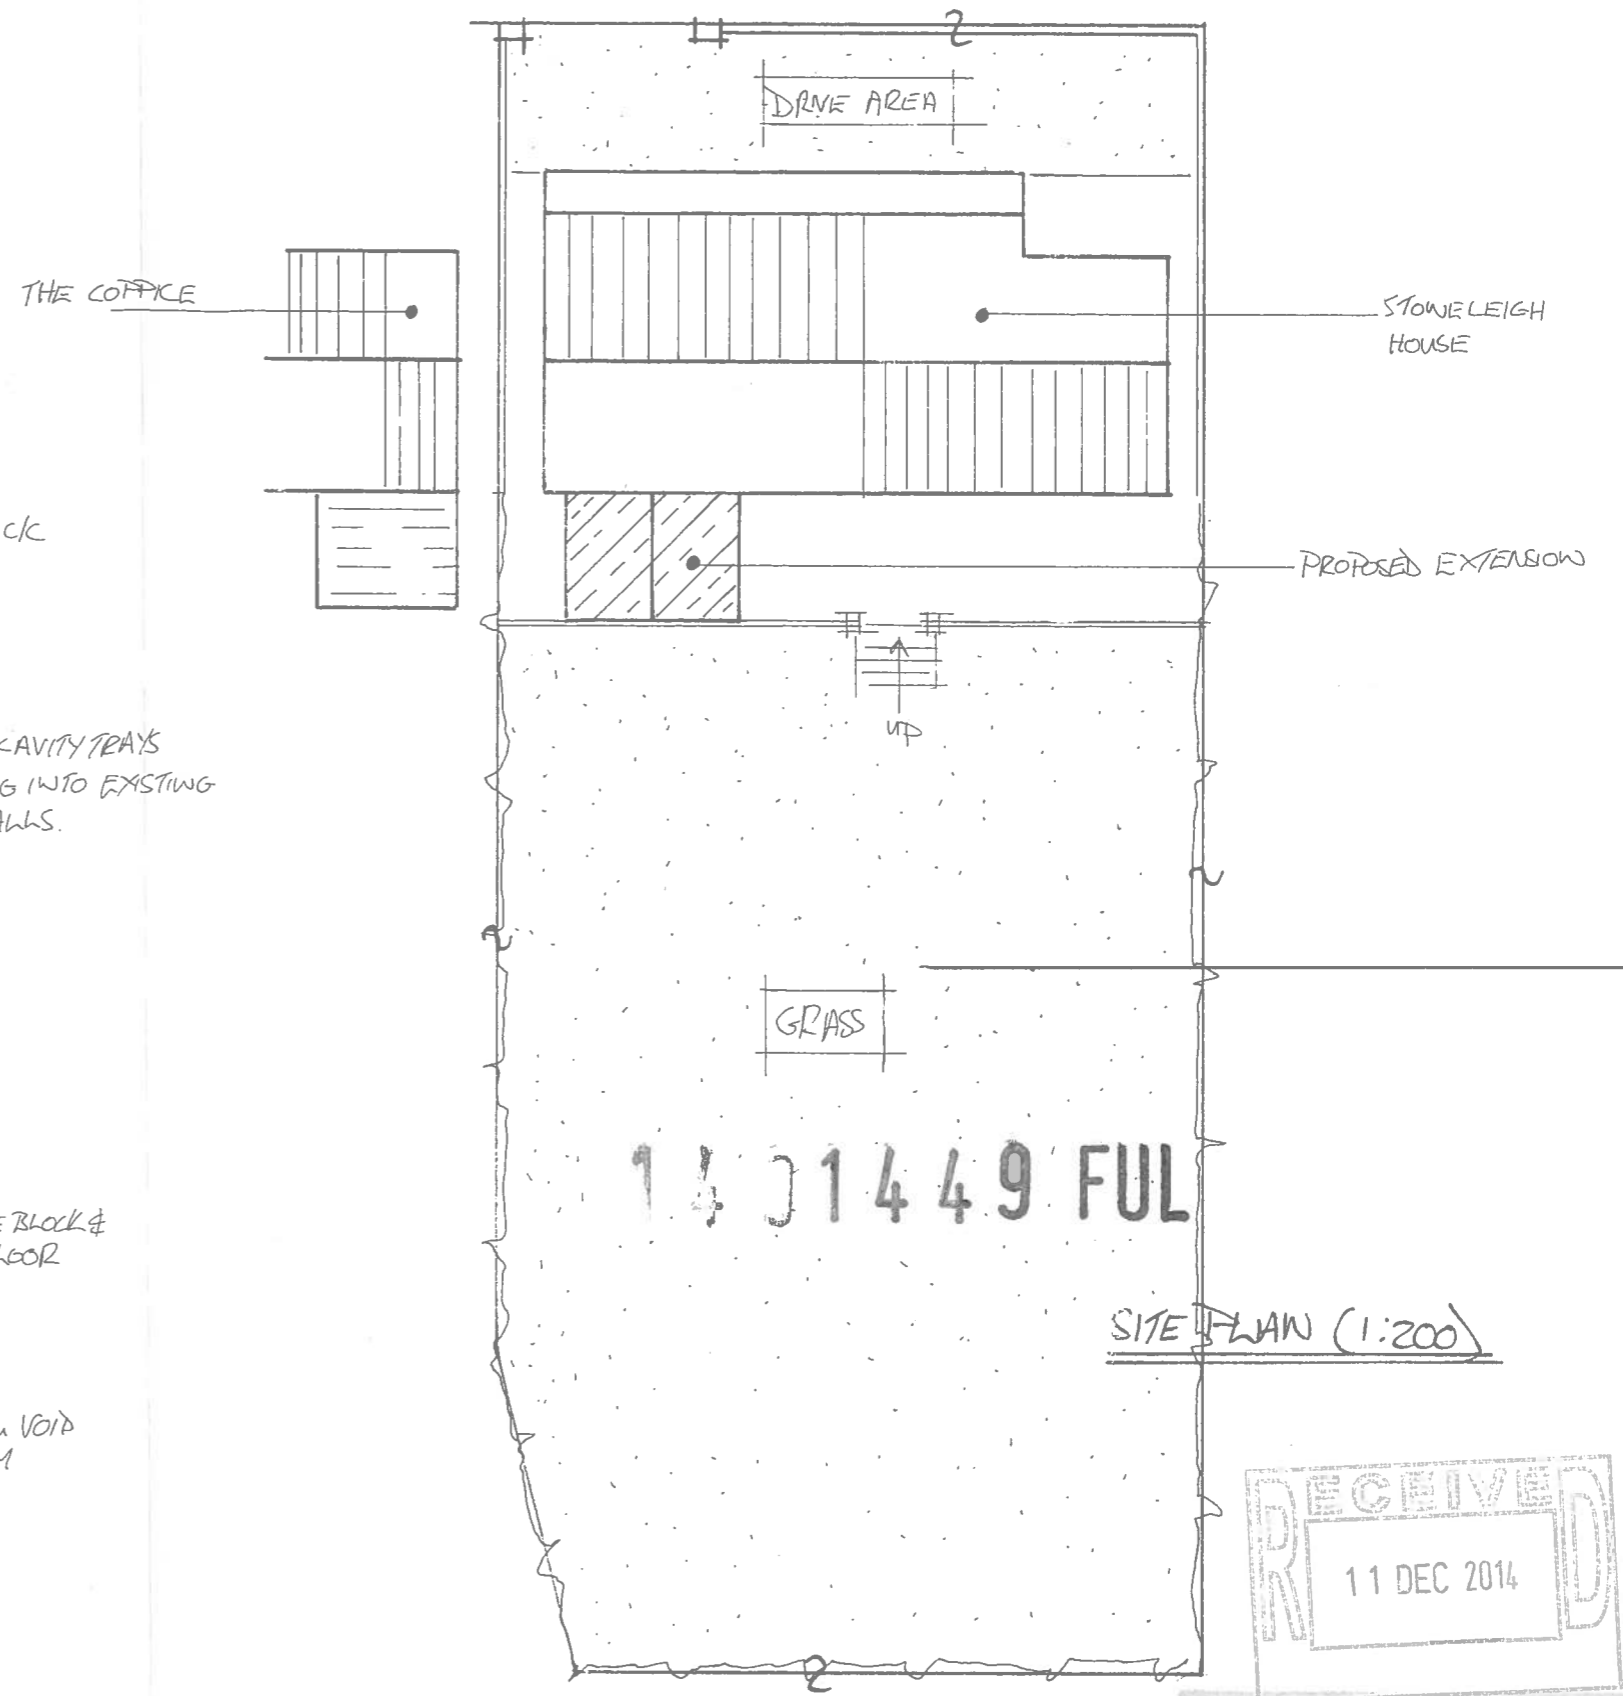 DRIVE AREA
THE COPPICE
STONELEIGH
HOUSE
C/C
PROPOSED EXTENSION
UP
CAVITY TRAYS
INTO EXISTING
GRASS
1449 FUL
BLOCK &
SITE PLAN (1:200)
VOID
RECEIVED
11 DEC 2014